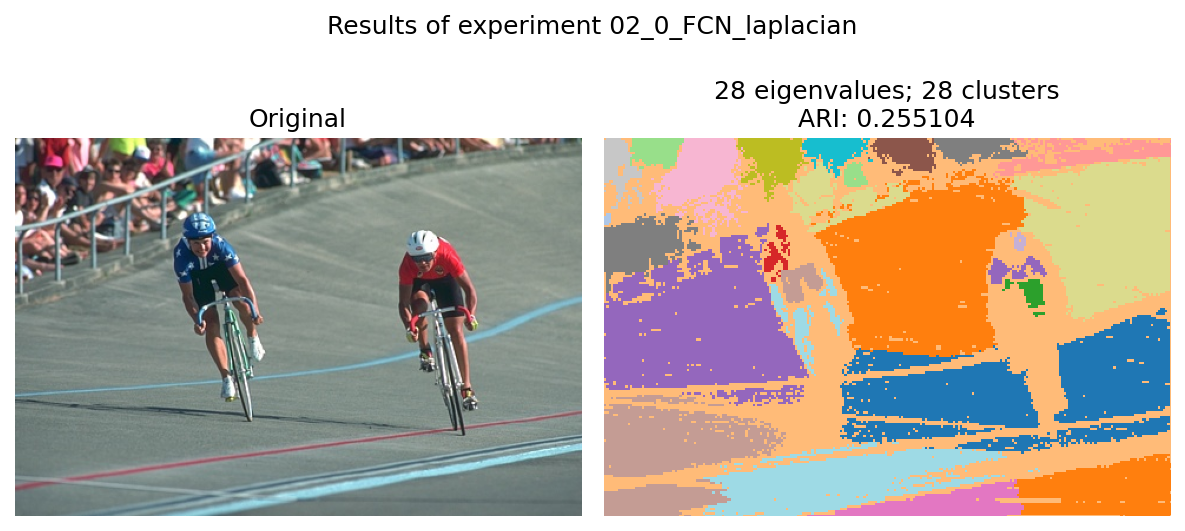 Results of experiment 02_0_FCN_laplacian
Original
28 eigenvalues; 28 clusters
ARI: 0.255104